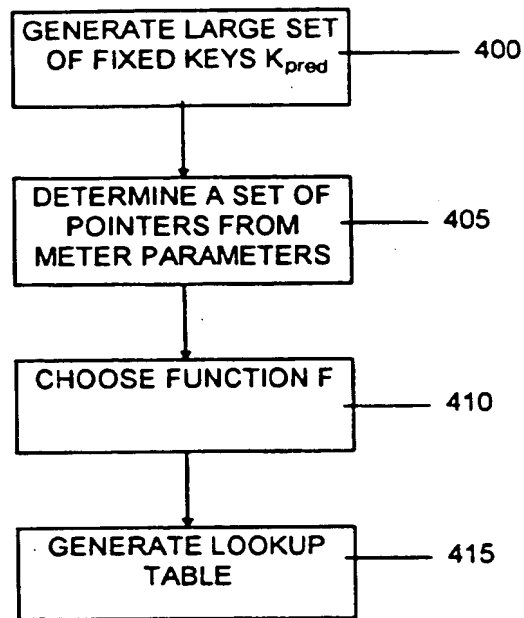 GENERATE LARGE SET
OF FIXED KEYS Kpred
400
DETERMINE A SET OF
POINTERS FROM
METER PARAMETERS
405
CHOOSE FUNCTION F
410
GENERATE LOOKUP
TABLE
415